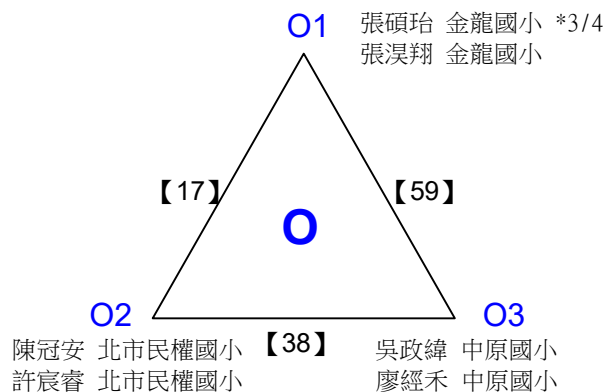 O1
張碩珆 金龍國小 *3/4
張淏翔 金龍國小
【17】
【59】
O
O2
O3
陳冠安 北市民權國小
【38】
吳政緯 中原國小
許宸睿 北市民權國小
廖經禾 中原國小